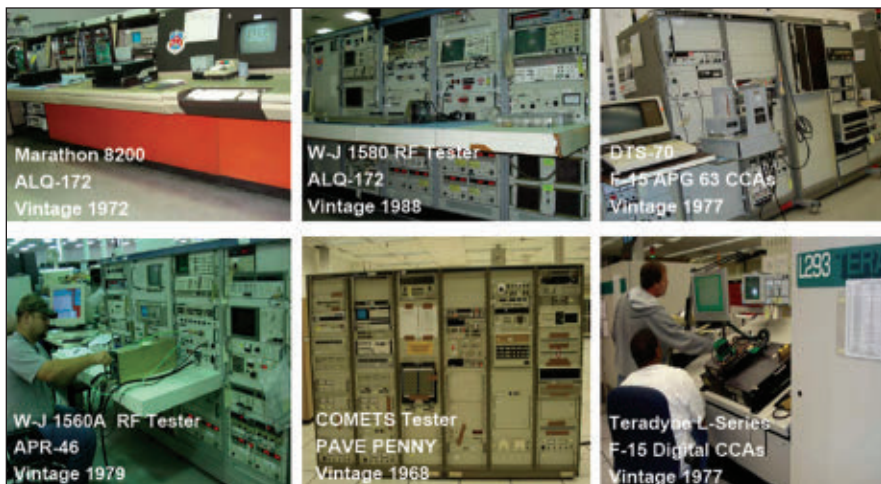 Marathon 8200
ALQ-172
Vintage 1972
W-J 1580 RF Tester
ALQ-172
Vintage 1988
DTS-70
F-15 APG 63 CCAs
Vintage 1977
L293 TERA
W-J 1560A RF Tester
APR-46
Vintage 1979
COMETS Tester
PAVE PENNY
Vintage 1968
Teradyne L-Series
F-15 Digital CCAs
Vintage 1977